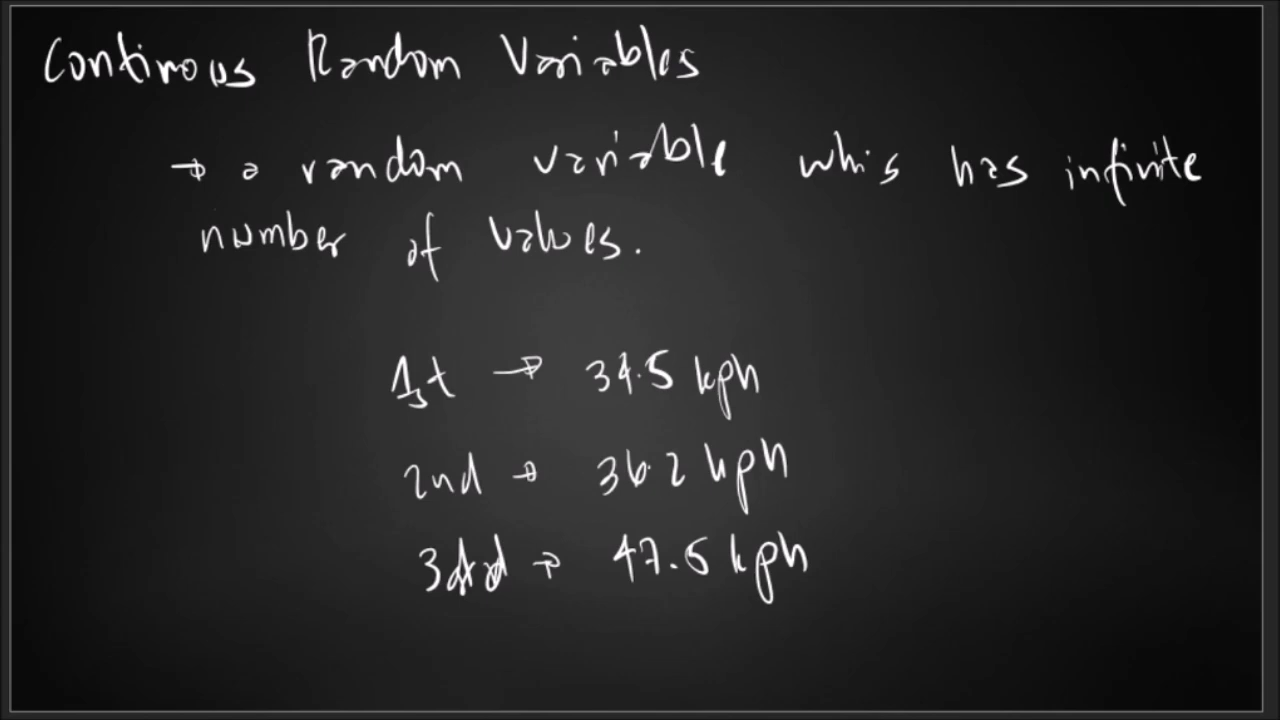 Continous Random Variables
→ a random variable whis has infinite
number of values.
1st → 34.5 kph
2nd → 36.2 kph
3rd → 47.5 kph